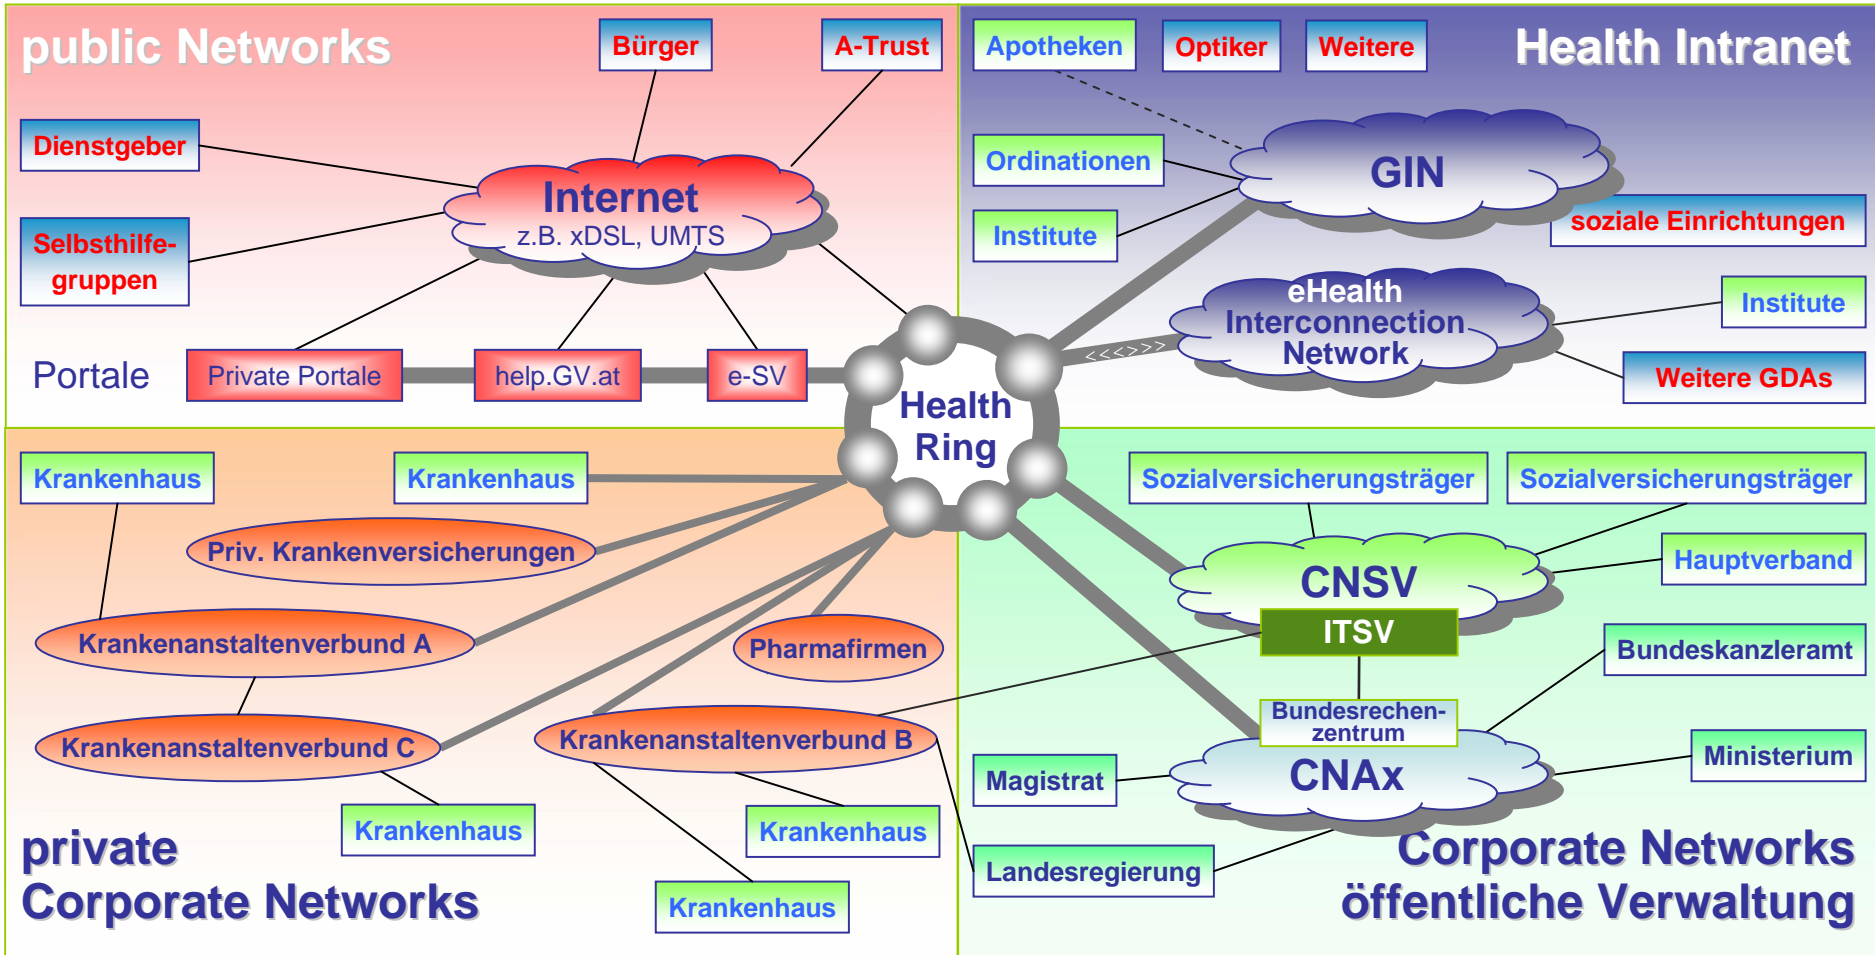 public Networks
Bürger
A-Trust
Dienstgeber
Selbsthilfe-
gruppen
Internet
z.B. xDSL, UMTS
Portale
Private Portale
help.GV.at
e-SV
Health Intranet
Apotheken
Optiker
Weitere
Ordinationen
Institute
GIN
soziale Einrichtungen
eHealth
Interconnection
Network
<<<>>>
Institute
Weitere GDAs
Health
Ring
Krankenhaus
Krankenhaus
Priv. Krankenversicherungen
Krankenanstaltenverbund A
Pharmafirmen
Krankenanstaltenverbund C
Krankenanstaltenverbund B
Krankenhaus
Krankenhaus
Krankenhaus
private
Corporate Networks
Sozialversicherungsträger
Sozialversicherungsträger
Hauptverband
CNSV
ITSV
Bundeskanzleramt
Bundesrechen-
zentrum
CNAx
Ministerium
Magistrat
Landesregierung
Corporate Networks
öffentliche Verwaltung